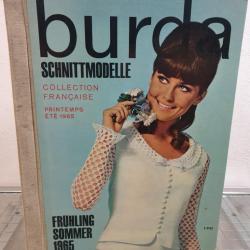 burda
SCHNITTMODELLE
COLLECTION
FRANÇAISE
PRINTEMPS
ÉTÉ 1965
FRÜHLING
SOMMER
1965